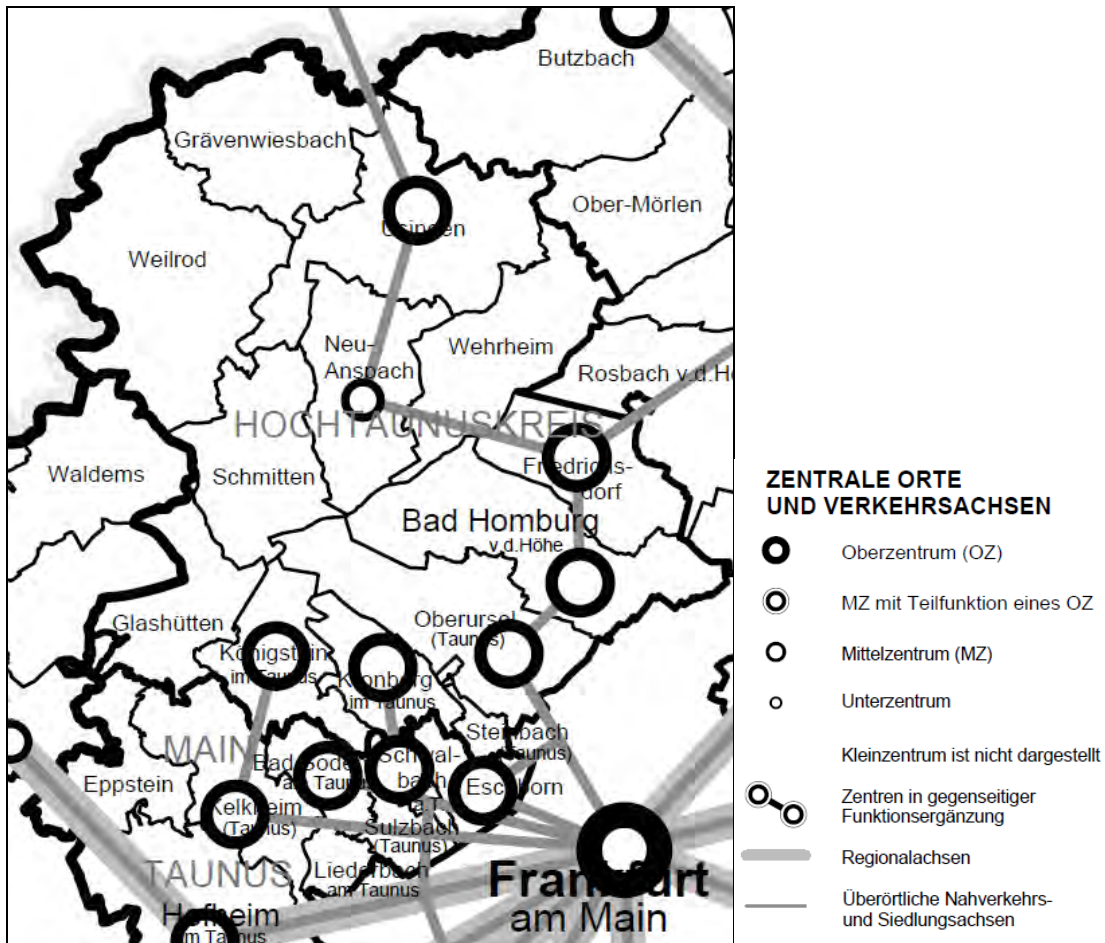 Butzbach
Grävenwiesbach
Ober-Mörlen
Usingen
Weilrod
Neu-
Anspach
Wehrheim
Rosbach v.d.Hö
HOCHTAUNUSKREIS
Waldems
Schmitten
Friedrichs-
dorf
Bad Homburg
v.d.Höhe
Glashütten
Oberursel
(Taunus)
Königstein
im Taunus
Kronberg
im Taunus
Steinbach
(Taunus)
MAIN
Bad Soden
am Taunus
Schwal-
bach
a.T.
Eschborn
Eppstein
Kelkheim
(Taunus)
Sulzbach
(Taunus)
TAUNUS
Liederbach
am Taunus
Frankfurt
am Main
Hofheim
am Taunus
ZENTRALE ORTE
UND VERKEHRSACHSEN
Oberzentrum (OZ)
MZ mit Teilfunktion eines OZ
Mittelzentrum (MZ)
Unterzentrum
Kleinzentrum ist nicht dargestellt
Zentren in gegenseitiger
Funktionsergänzung
Regionalachsen
Überörtliche Nahverkehrs-
und Siedlungsachsen